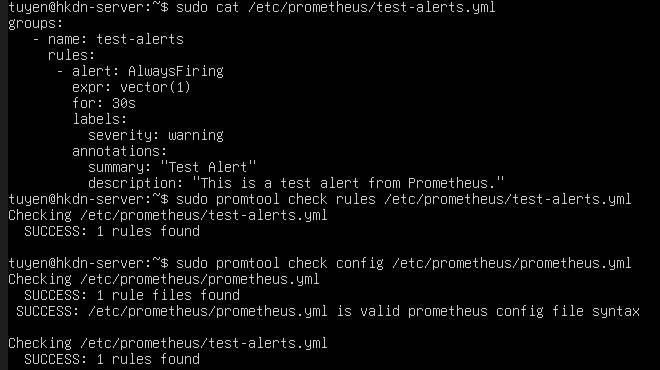 tuyen@hkdn-server:~$ sudo cat /etc/prometheus/test-alerts.yml
groups:
   - name: test-alerts
     rules:
      - alert: AlwaysFiring
        expr: vector(1)
        for: 30s
        labels:
          severity: warning
        annotations:
          summary: "Test Alert"
          description: "This is a test alert from Prometheus."
tuyen@hkdn-server:~$ sudo promtool check rules /etc/prometheus/test-alerts.yml
Checking /etc/prometheus/test-alerts.yml
  SUCCESS: 1 rules found

tuyen@hkdn-server:~$ sudo promtool check config /etc/prometheus/prometheus.yml
Checking /etc/prometheus/prometheus.yml
  SUCCESS: 1 rule files found
 SUCCESS: /etc/prometheus/prometheus.yml is valid prometheus config file syntax

Checking /etc/prometheus/test-alerts.yml
  SUCCESS: 1 rules found